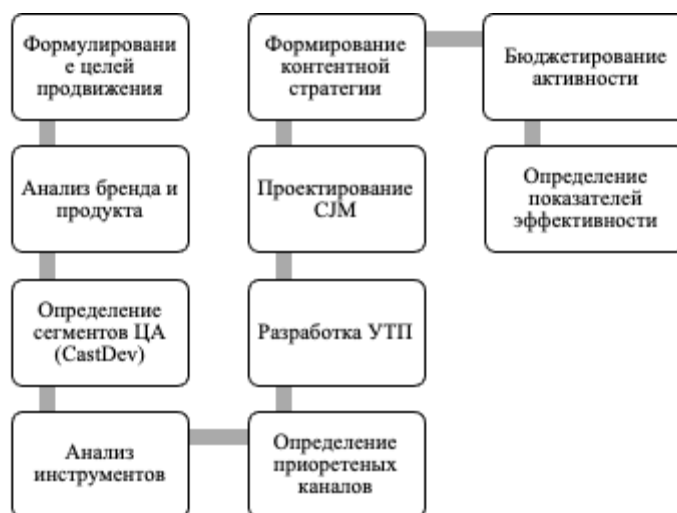 Формулировани
е целей
продвижения
Анализ бренда и
продукта
Определение
сегментов ЦА
(CastDev)
Анализ
инструментов
Определение
приоретеных
каналов
Разработка УТП
Проектирование
CJM
Формирование
контентной
стратегии
Бюджетирование
активности
Определение
показателей
эффективности